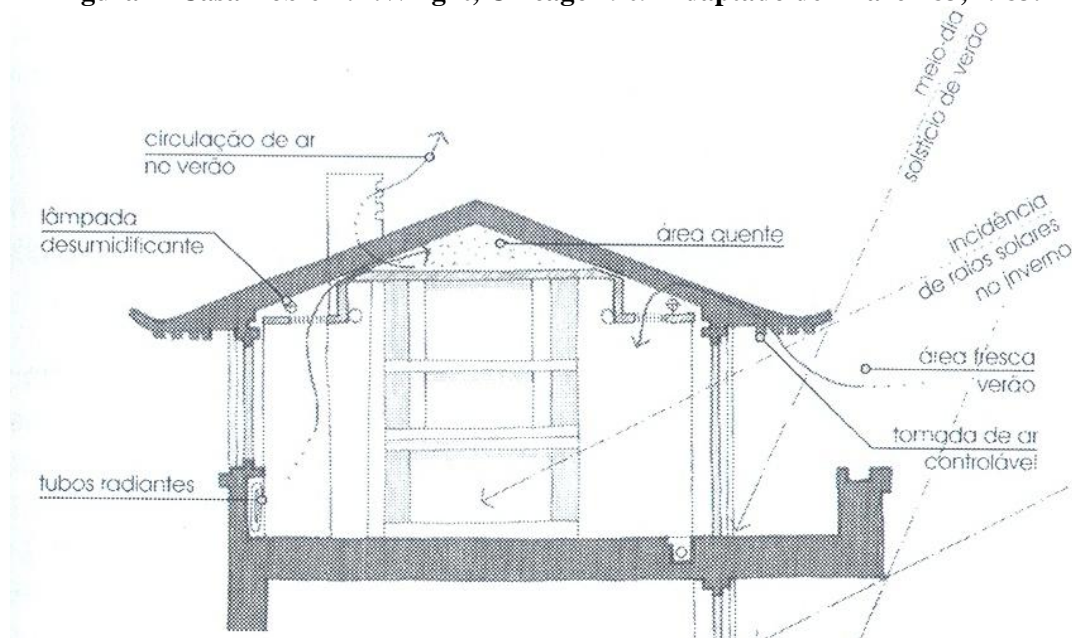 meio-dia
solstício de verão
circulação de ar
no verão
lâmpada
desumidificante
área quente
incidência
de raios solares
no inverno
área fresca
verão
tomada de ar
controlável
tubos radiantes